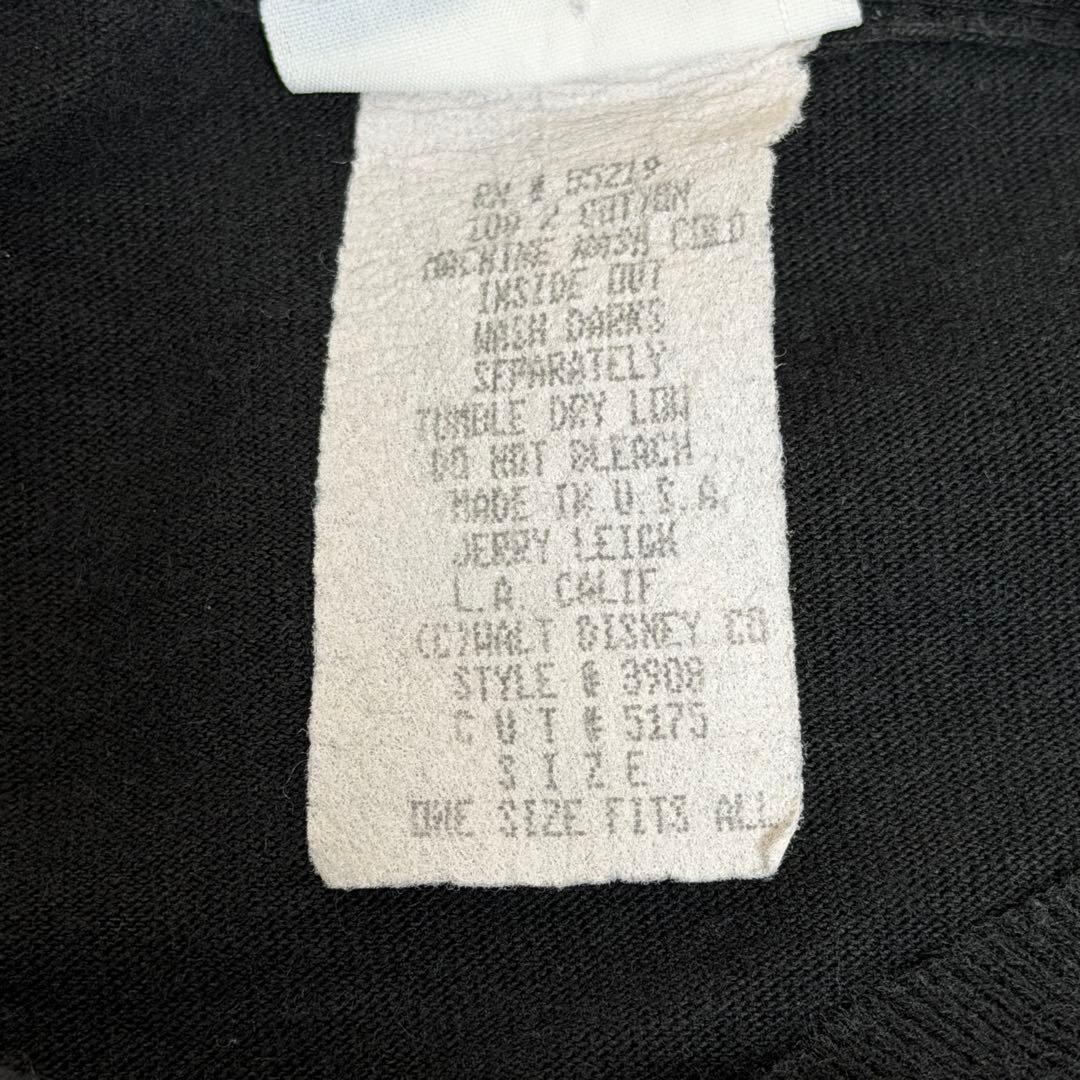 RN # 55219
100 % COTTON
MACHINE WASH COLD
INSIDE OUT
WASH DARKS
SEPARATELY
TUMBLE DRY LOW
DO NOT BLEACH
MADE IN U.S.A.
JERRY LEIGH
L.A. CALIF
(C)WALT DISNEY CO
STYLE # 3908
C U T # 5175
S I Z E
ONE SIZE FITS ALL